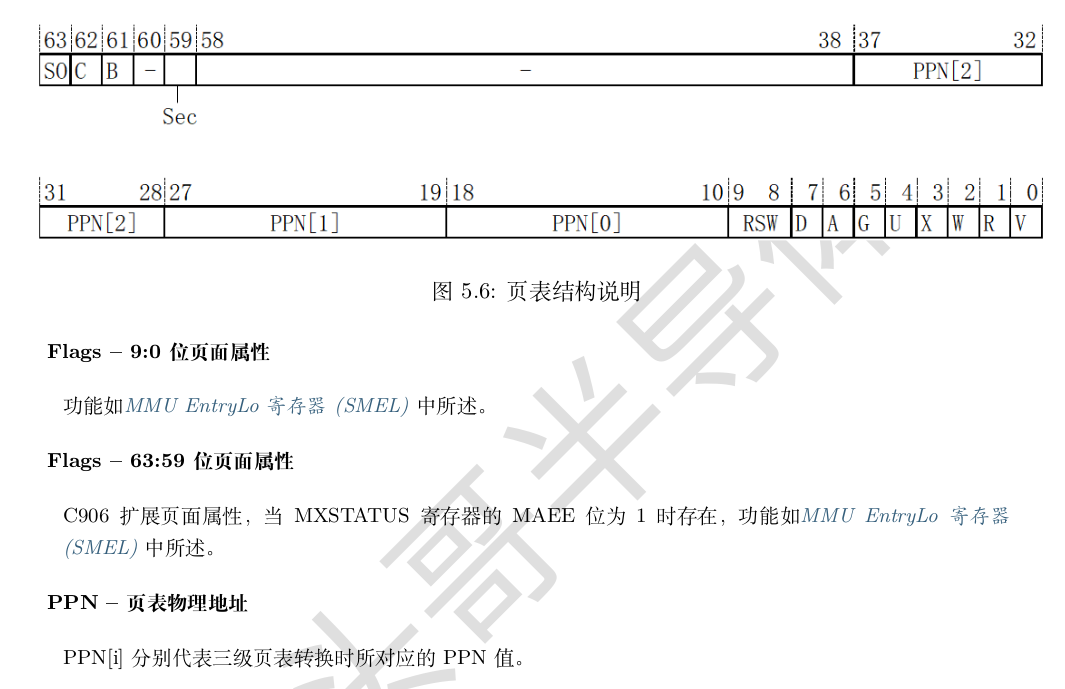 63 62 61 60 59 58 38 37 32
SO C B - - PPN[2]
Sec
31 28 27 19 18 10 9 8 7 6 5 4 3 2 1 0
PPN[2] PPN[1] PPN[0] RSW D A G U X W R V
图 5.6: 页表结构说明
Flags – 9:0 位页面属性
功能如MMU EntryLo 寄存器 (SMEL) 中所述。
Flags – 63:59 位页面属性
C906 扩展页面属性，当 MXSTATUS 寄存器的 MAEE 位为 1 时存在，功能如MMU EntryLo 寄存器
(SMEL) 中所述。
PPN – 页表物理地址
PPN[i] 分别代表三级页表转换时所对应的 PPN 值。
头哥半导体